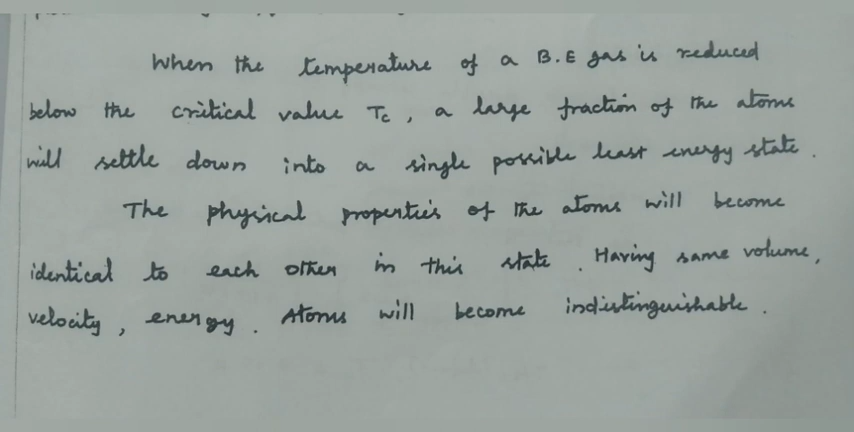 When the temperature of a B.E gas is reduced
below the critical value Tc, a large fraction of the atoms
will settle down into a single possible least energy state.
The physical properties of the atoms will become
identical to each other in this state. Having same volume,
velocity, energy. Atoms will become indistinguishable.